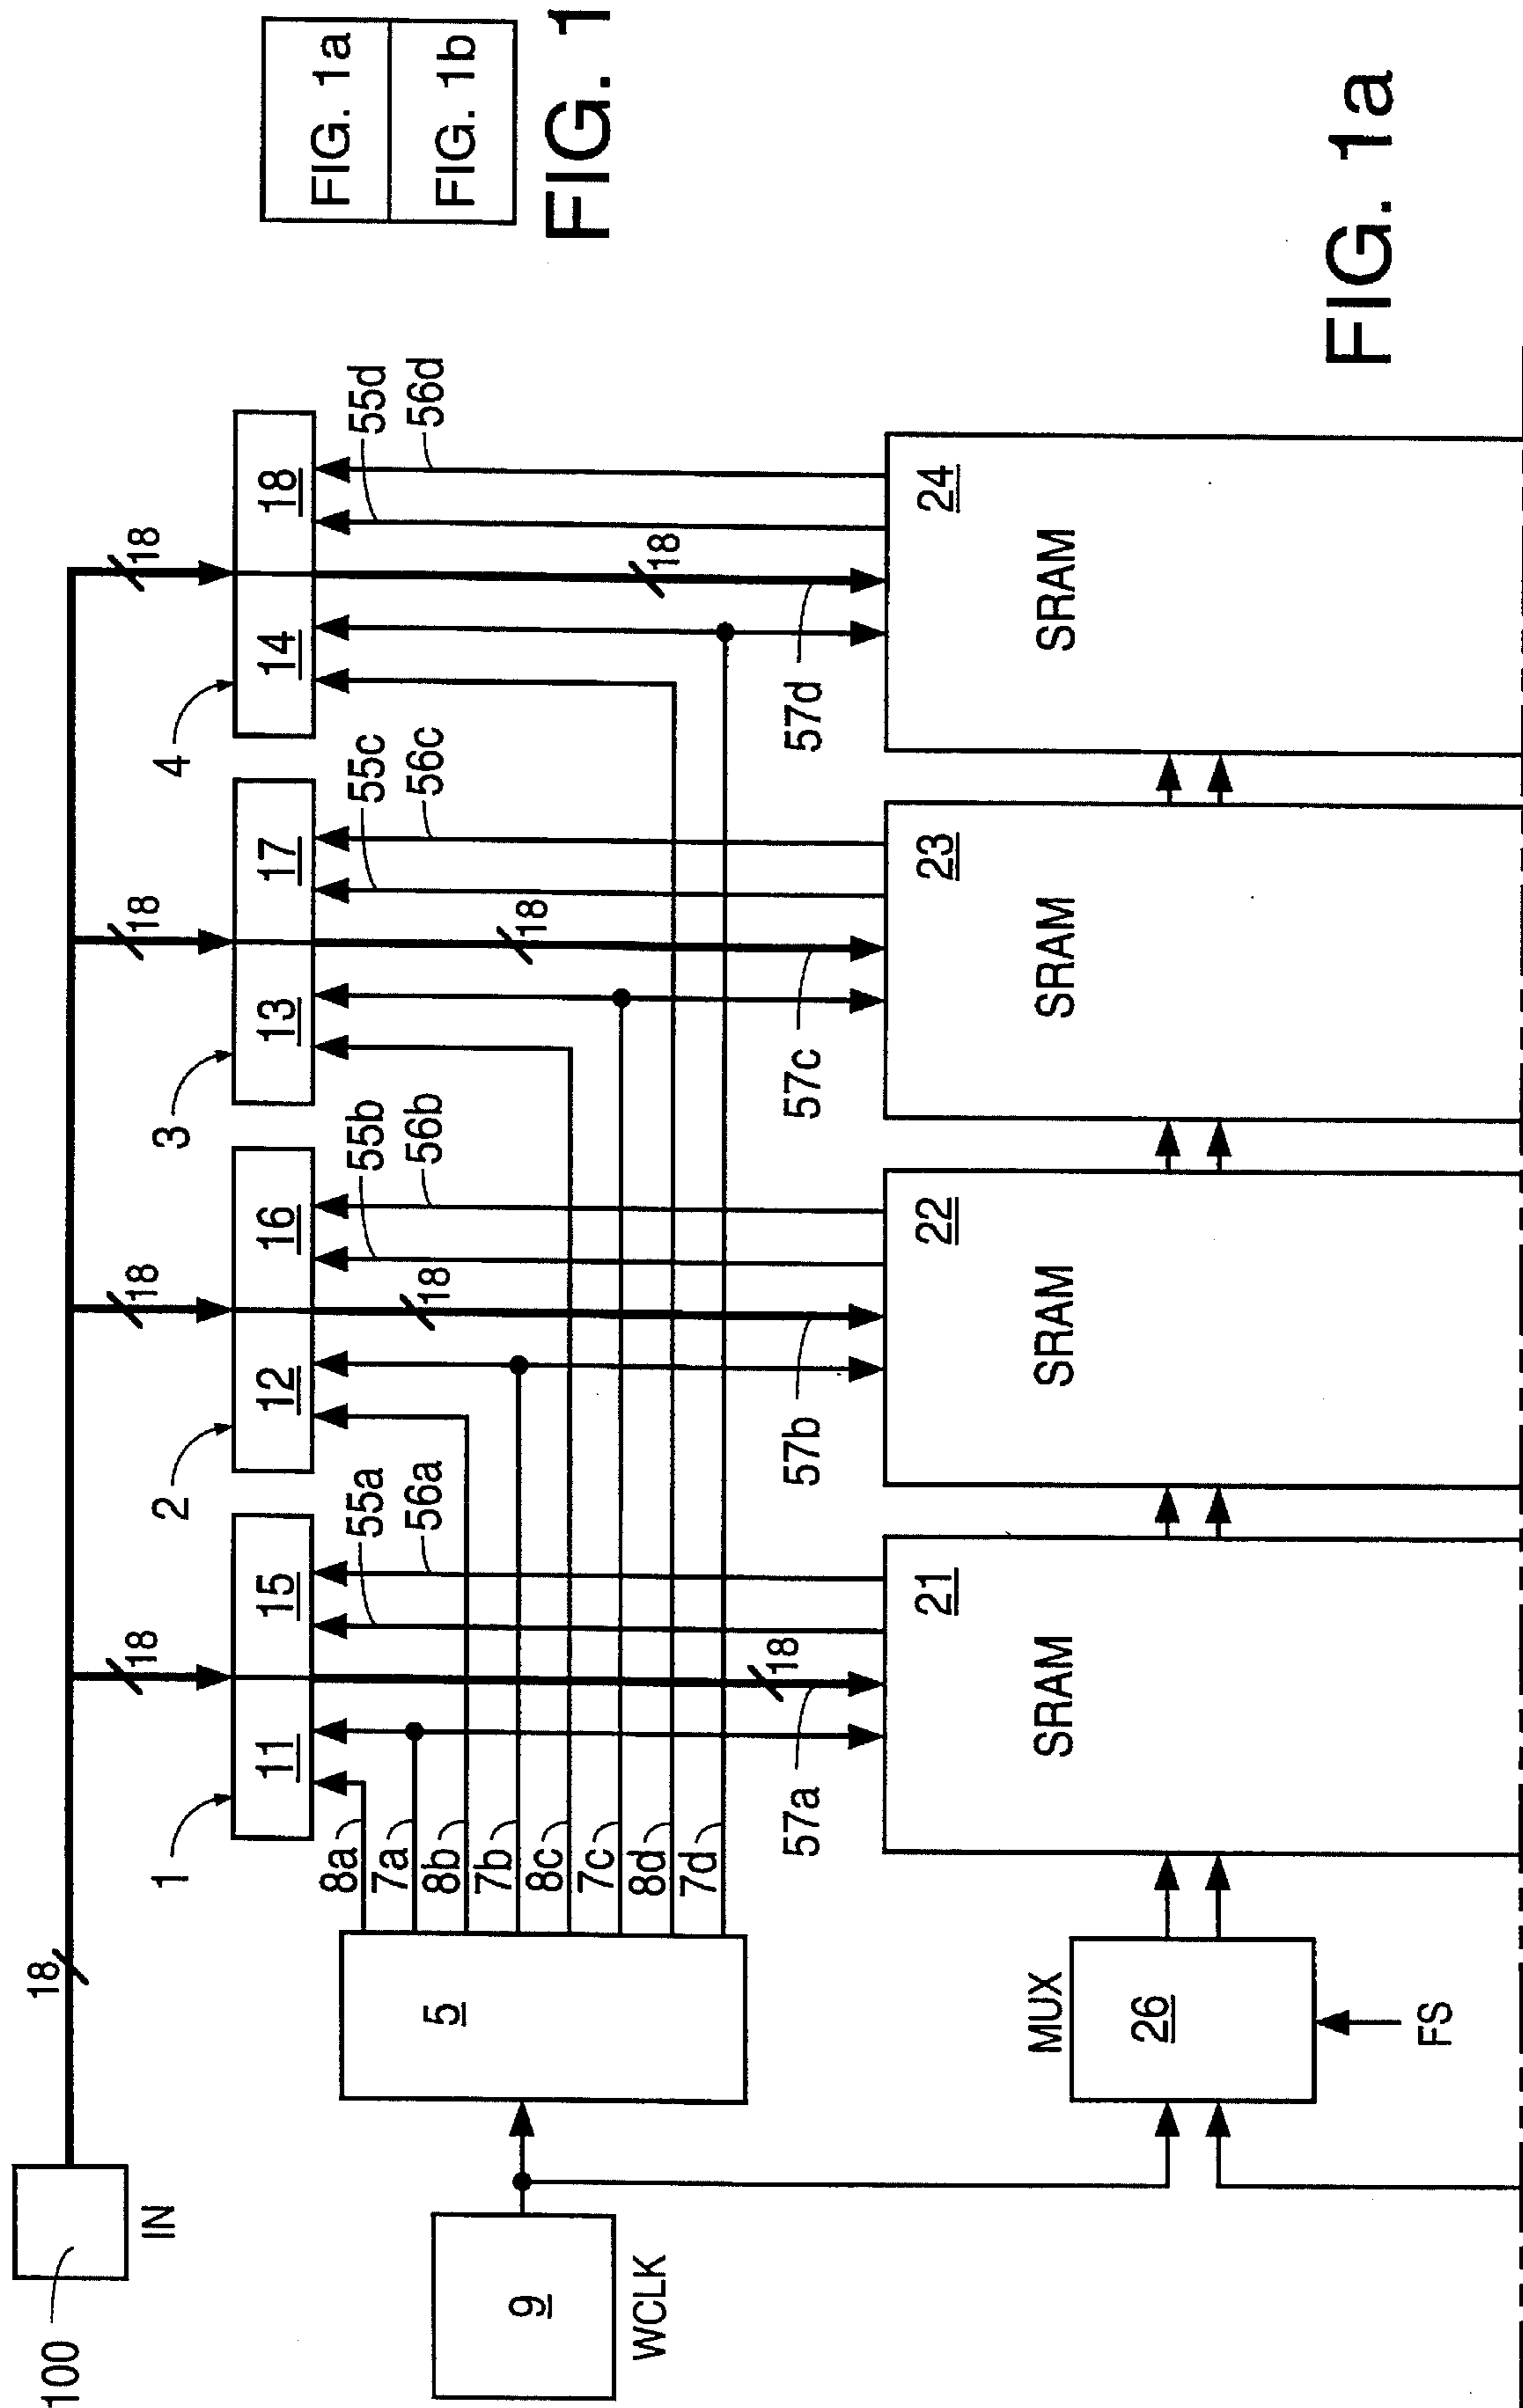 FIG. 1a
FIG. 1b
FIG. 1
100
IN
18
18
18
18
18
1
2
3
4
11
15
12
16
13
17
14
18
8a
7a
8b
7b
8c
7c
8d
7d
5
55a
56a
55b
56b
55c
56c
55d
56d
18
18
18
18
57a
57b
57c
57d
9
WCLK
MUX
26
FS
21
SRAM
22
SRAM
23
SRAM
24
SRAM
FIG. 1a